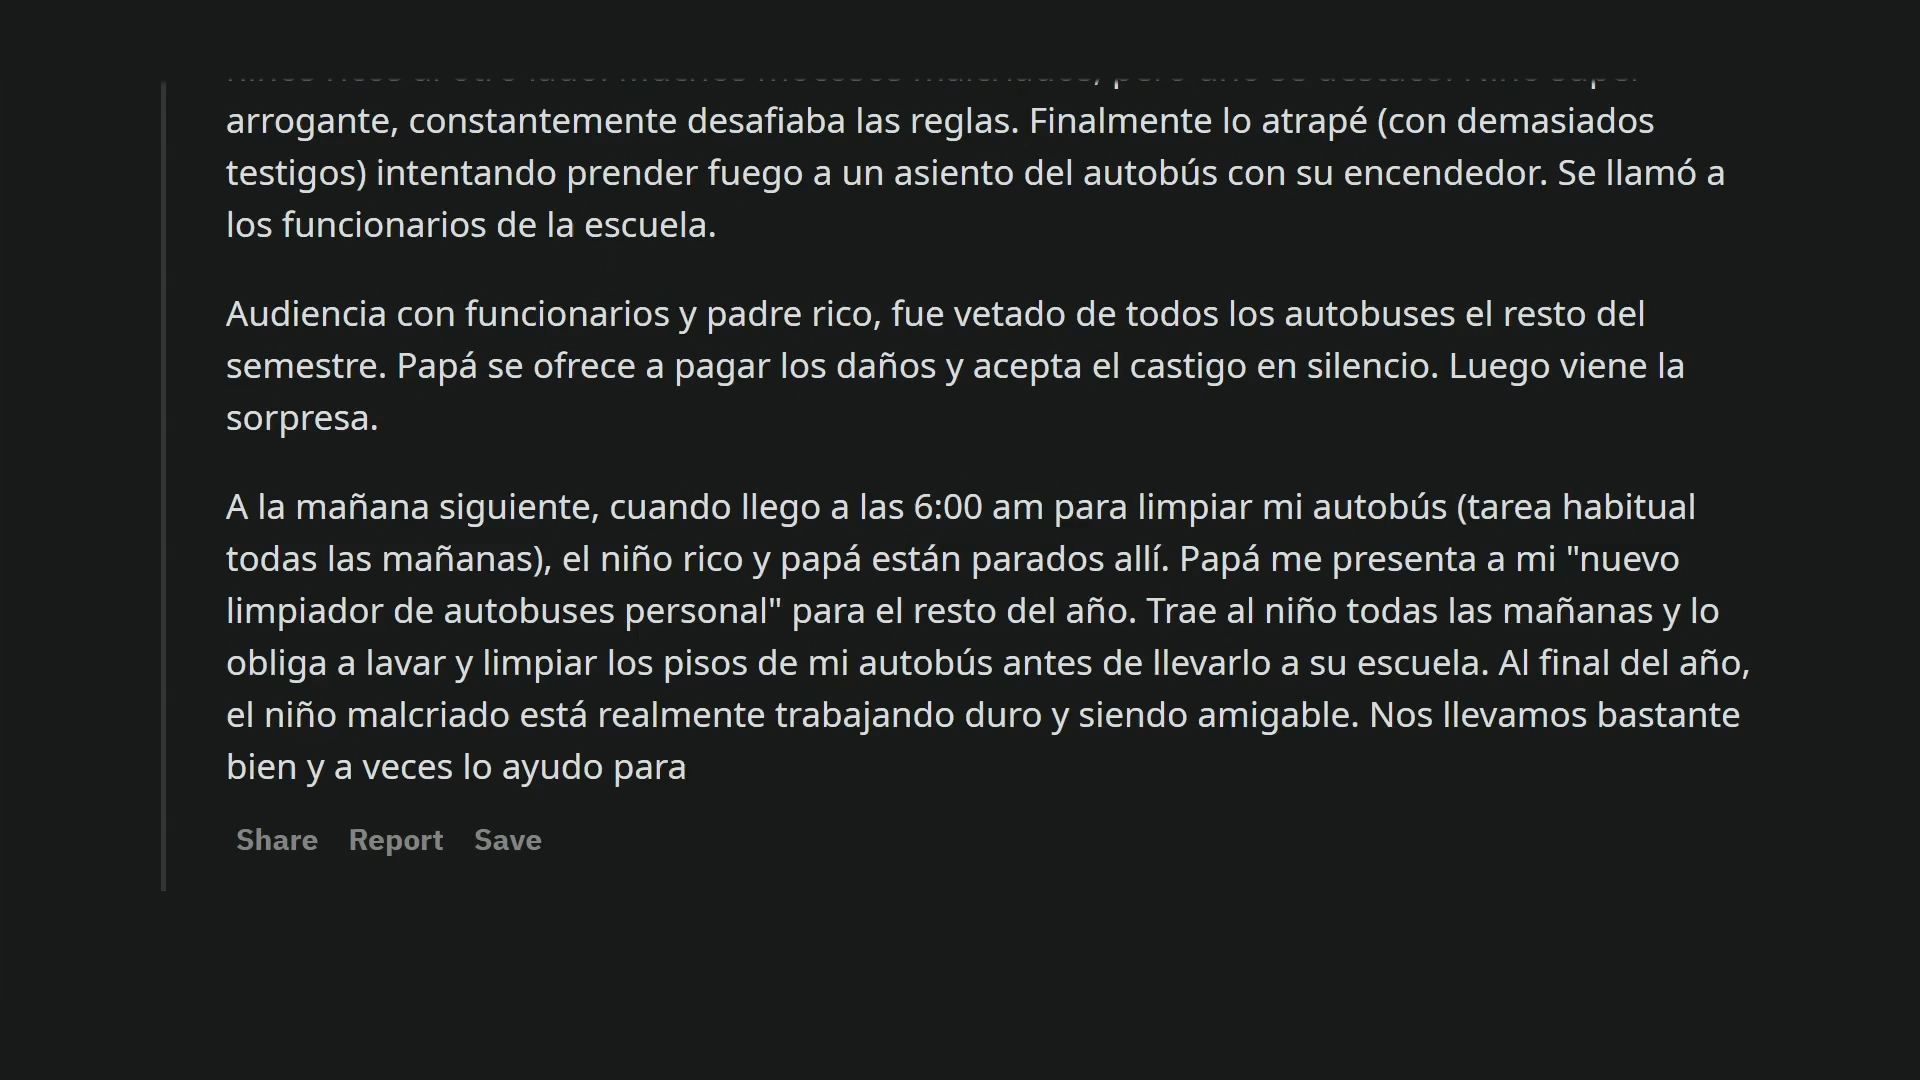 arrogante, constantemente desafiaba las reglas. Finalmente lo atrapé (con demasiados
testigos) intentando prender fuego a un asiento del autobús con su encendedor. Se llamó a
los funcionarios de la escuela.
Audiencia con funcionarios y padre rico, fue vetado de todos los autobuses el resto del
semestre. Papá se ofrece a pagar los daños y acepta el castigo en silencio. Luego viene la
sorpresa.
A la mañana siguiente, cuando llego a las 6:00 am para limpiar mi autobús (tarea habitual
todas las mañanas), el niño rico y papá están parados allí. Papá me presenta a mi "nuevo
limpiador de autobuses personal" para el resto del año. Trae al niño todas las mañanas y lo
obliga a lavar y limpiar los pisos de mi autobús antes de llevarlo a su escuela. Al final del año,
el niño malcriado está realmente trabajando duro y siendo amigable. Nos llevamos bastante
bien y a veces lo ayudo para
Share Report Save